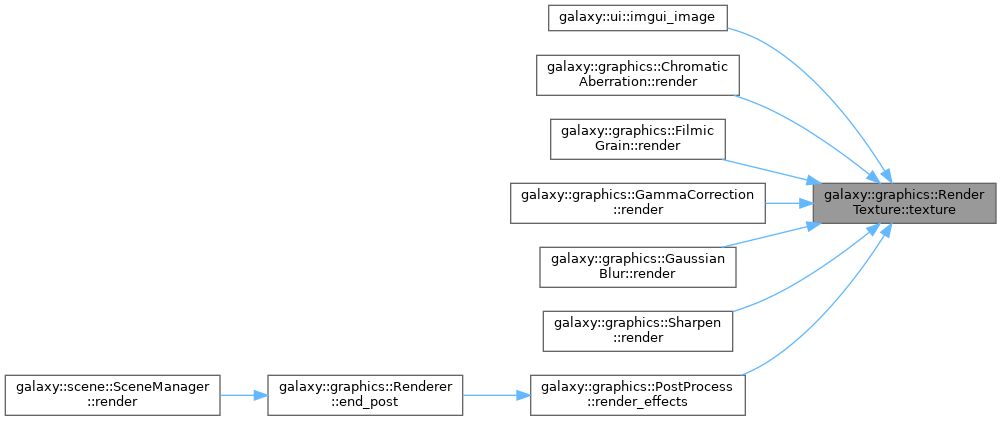 galaxy::ui::imgui_image
galaxy::graphics::Chromatic
Aberration::render
galaxy::graphics::Filmic
Grain::render
galaxy::graphics::GammaCorrection
::render
galaxy::graphics::Render
Texture::texture
galaxy::graphics::Gaussian
Blur::render
galaxy::graphics::Sharpen
::render
galaxy::scene::SceneManager
::render
galaxy::graphics::Renderer
::end_post
galaxy::graphics::PostProcess
::render_effects